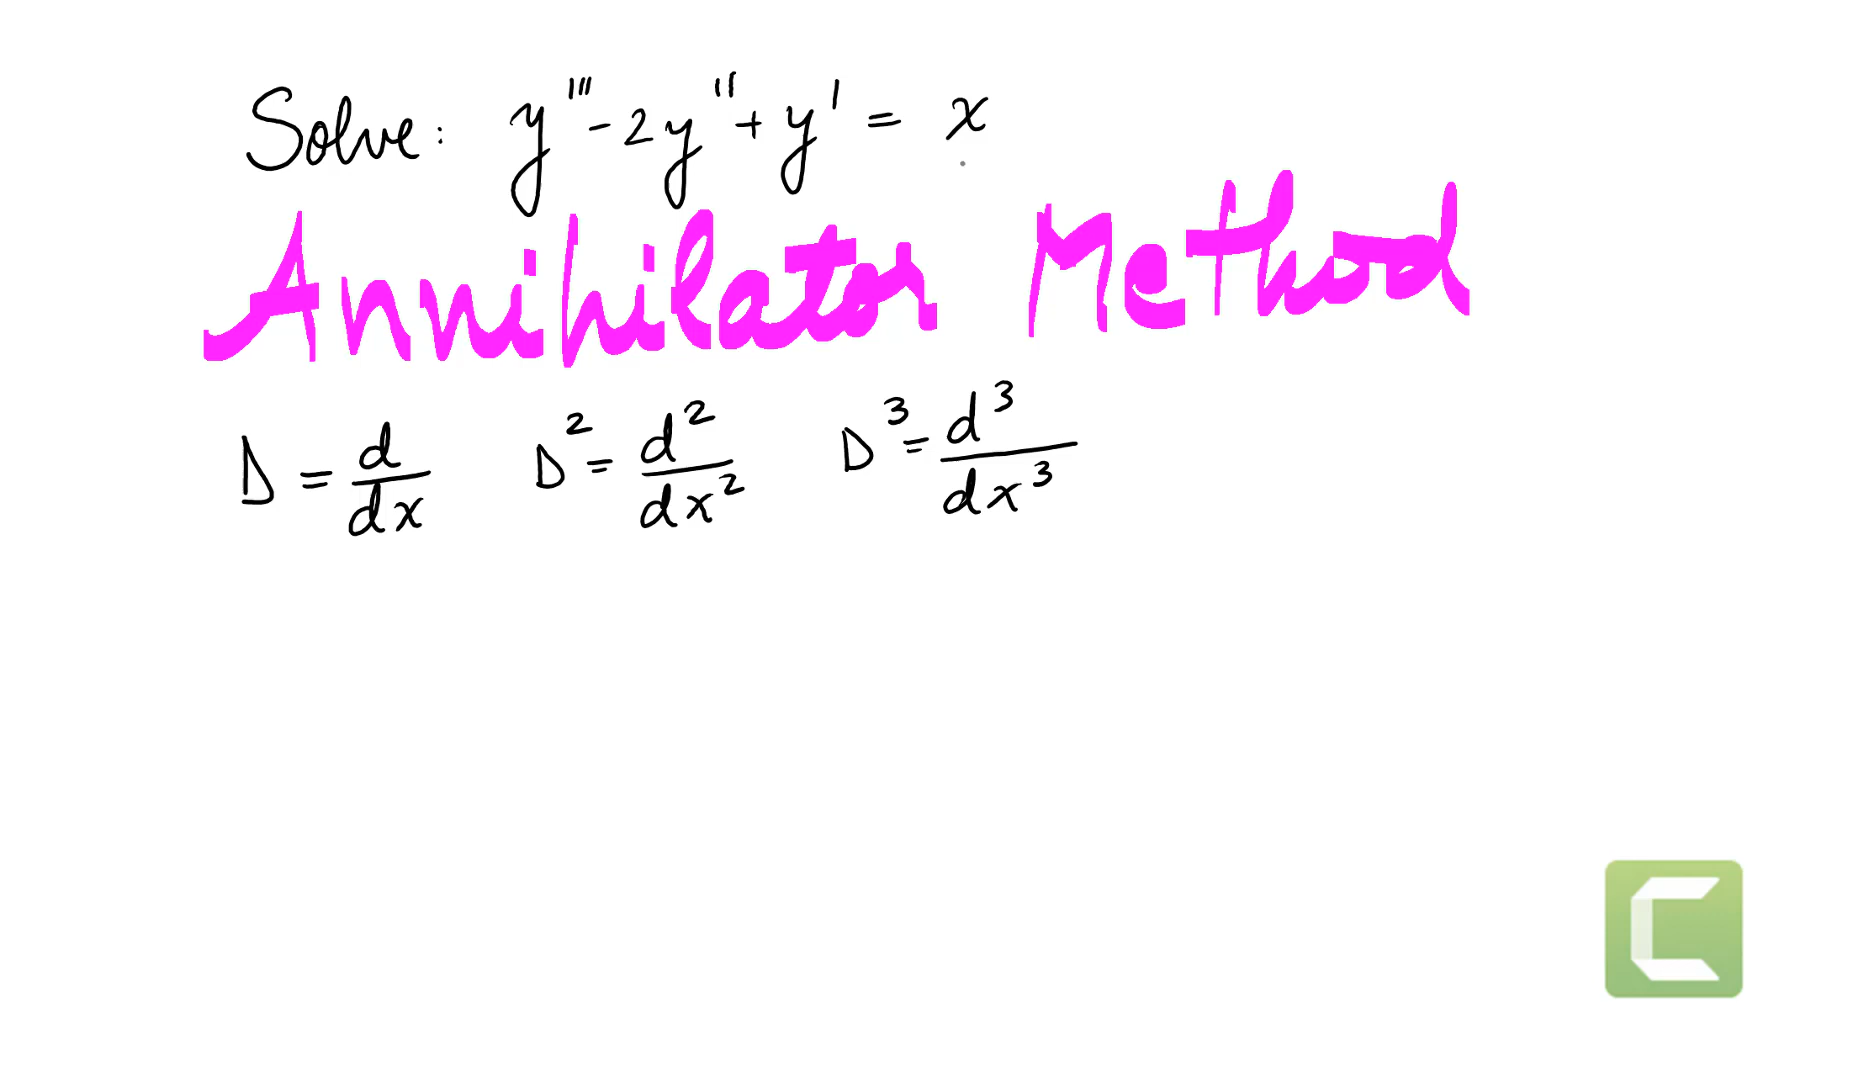 Solve: y''' - 2y'' + y' = x
Annihilator Method
D = d/dx D² = d²/dx² D³ = d³/dx³